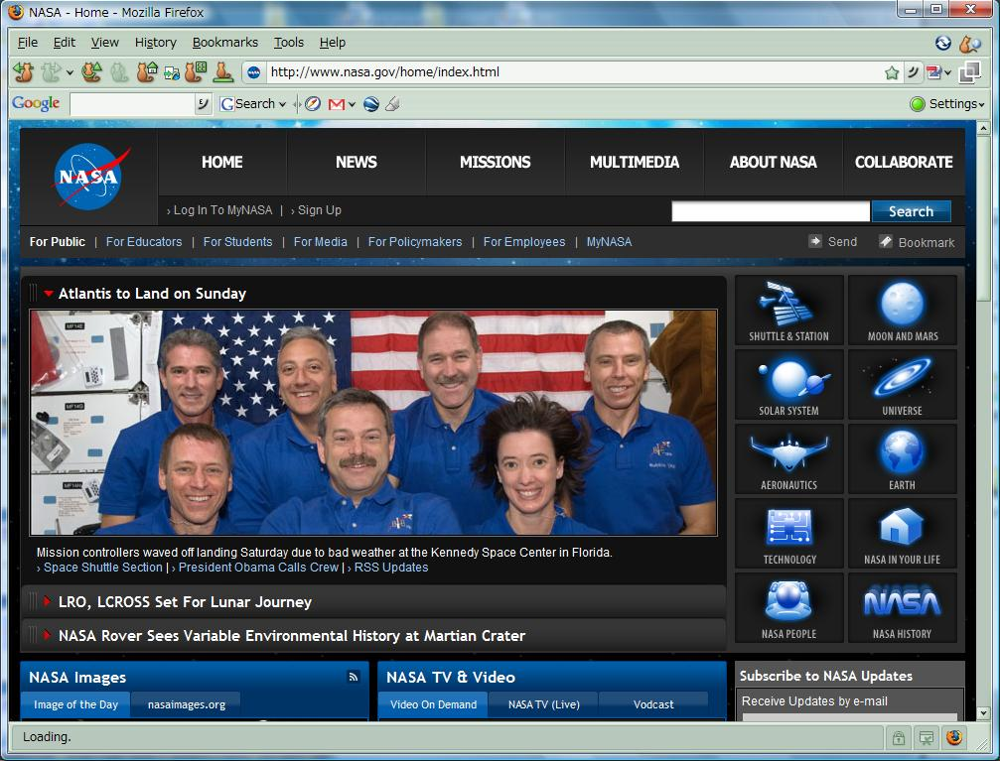 NASA - Home - Mozilla Firefox
File Edit View History Bookmarks Tools Help
http://www.nasa.gov/home/index.html
Google Search Settings
NASA
HOME NEWS MISSIONS MULTIMEDIA ABOUT NASA COLLABORATE
› Log In To MyNASA | › Sign Up Search
For Public | For Educators | For Students | For Media | For Policymakers | For Employees | MyNASA Send Bookmark
Atlantis to Land on Sunday
Mission controllers waved off landing Saturday due to bad weather at the Kennedy Space Center in Florida.
› Space Shuttle Section | › President Obama Calls Crew | › RSS Updates
LRO, LCROSS Set For Lunar Journey
NASA Rover Sees Variable Environmental History at Martian Crater
SHUTTLE & STATION MOON AND MARS
SOLAR SYSTEM UNIVERSE
AERONAUTICS EARTH
TECHNOLOGY NASA IN YOUR LIFE
NASA
NASA PEOPLE NASA HISTORY
NASA Images
Image of the Day nasaimages.org
NASA TV & Video
Video On Demand NASA TV (Live) Vodcast
Subscribe to NASA Updates
Receive Updates by e-mail
Loading.